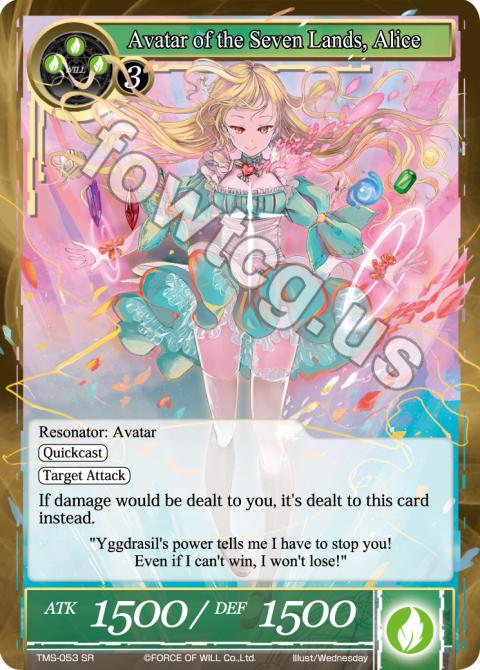 Avatar of the Seven Lands, Alice
WILL
3
fowtcg.us
Resonator: Avatar
Quickcast
Target Attack
If damage would be dealt to you, it's dealt to this card
instead.
"Yggdrasil's power tells me I have to stop you!
Even if I can't win, I won't lose!"
ATK 1500 / DEF 1500
TMS-053 SR ©FORCE OF WILL Co.,Ltd. Illust/Wednesday